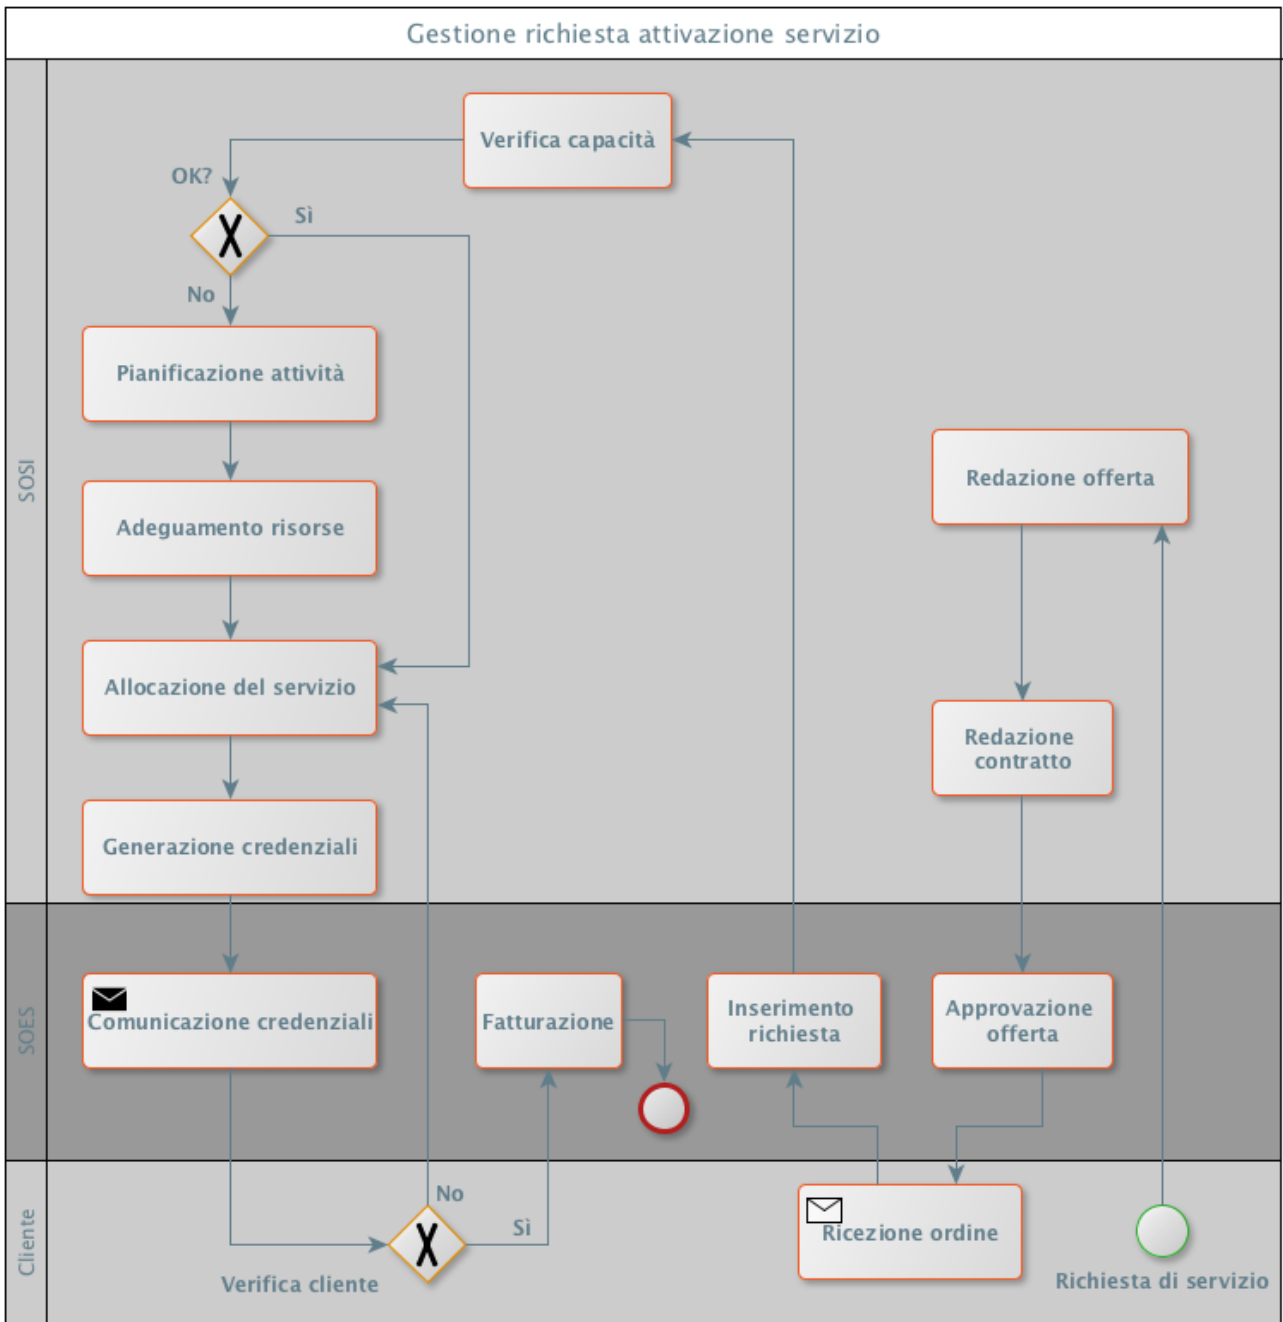 Gestione richiesta attivazione servizio
SOSI
Verifica capacità
OK?
Sì
No
Pianificazione attività
Adeguamento risorse
Allocazione del servizio
Generazione credenziali
Redazione offerta
Redazione
contratto
SOES
Comunicazione credenziali
Fatturazione
Inserimento
richiesta
Approvazione
offerta
Cliente
No
Sì
Verifica cliente
Ricezione ordine
Richiesta di servizio